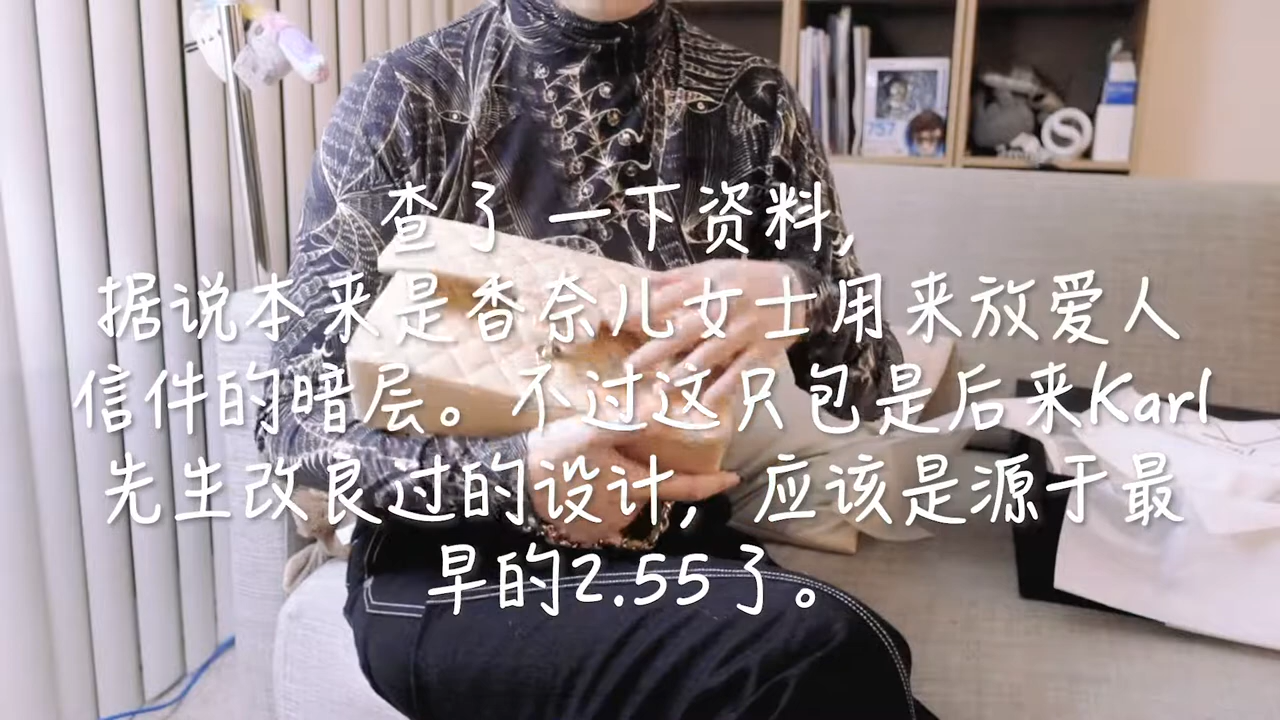 查了 一下资料,
据说本来是香奈儿女士用来放爱人
信件的暗层。不过这只包是后来Karl
先生改良过的设计, 应该是源于最
早的2.55了。
757